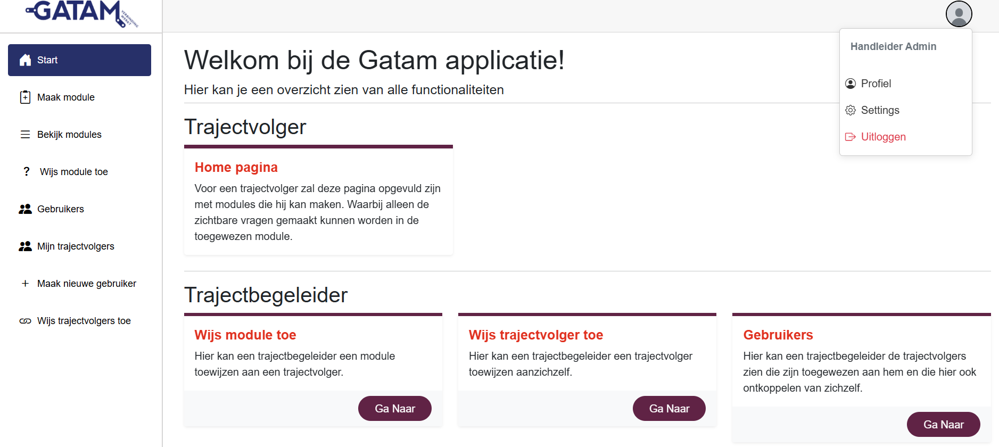 GATAM
VERBINDING
WERKT
Start
Maak module
Bekijk modules
? Wijs module toe
Gebruikers
Mijn trajectvolgers
+ Maak nieuwe gebruiker
Wijs trajectvolgers toe
Handleider Admin
Profiel
Settings
Uitloggen
Welkom bij de Gatam applicatie!
Hier kan je een overzicht zien van alle functionaliteiten
Trajectvolger
Home pagina
Voor een trajectvolger zal deze pagina opgevuld zijn
met modules die hij kan maken. Waarbij alleen de
zichtbare vragen gemaakt kunnen worden in de
toegewezen module.
Trajectbegeleider
Wijs module toe
Hier kan een trajectbegeleider een module
toewijzen aan een trajectvolger.
Ga Naar
Wijs trajectvolger toe
Hier kan een trajectbegeleider een trajectvolger
toewijzen aanzichzelf.
Ga Naar
Gebruikers
Hier kan een trajectbegeleider de trajectvolgers
zien die zijn toegewezen aan hem en die hier ook
ontkoppelen van zichzelf.
Ga Naar